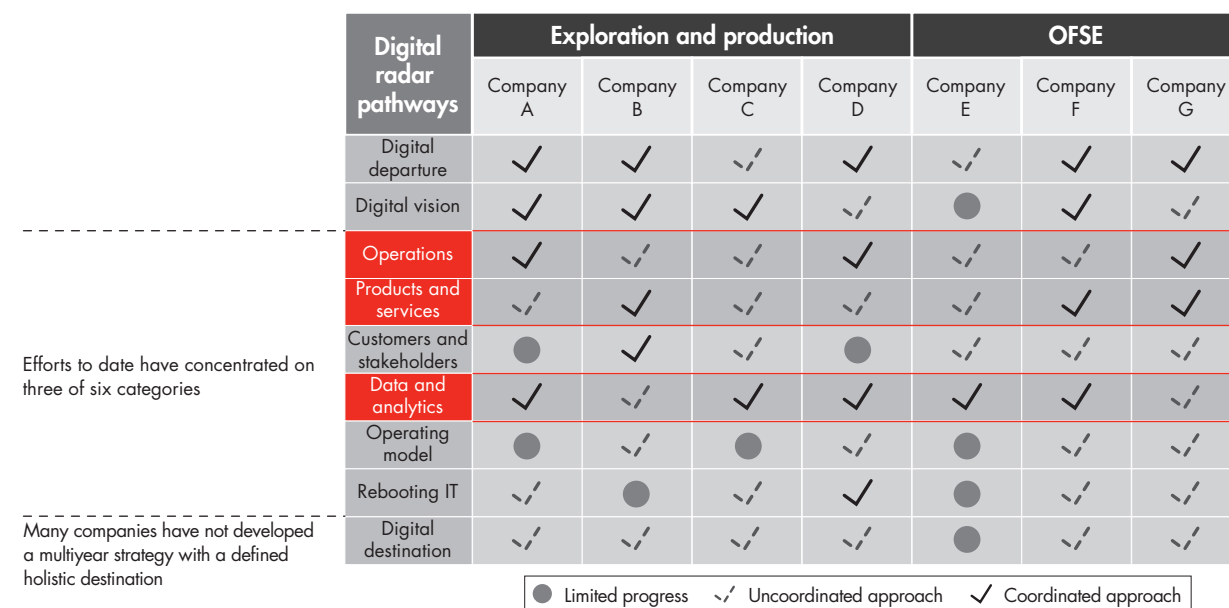 Digital
radar
pathways
Exploration and production
OFSE
Company
A
Company
B
Company
C
Company
D
Company
E
Company
F
Company
G
Digital
departure
Digital vision
Operations
Products and
services
Customers and
stakeholders
Data and
analytics
Operating
model
Rebooting IT
Digital
destination
Efforts to date have concentrated on
three of six categories
Many companies have not developed
a multiyear strategy with a defined
holistic destination
Limited progress Uncoordinated approach Coordinated approach